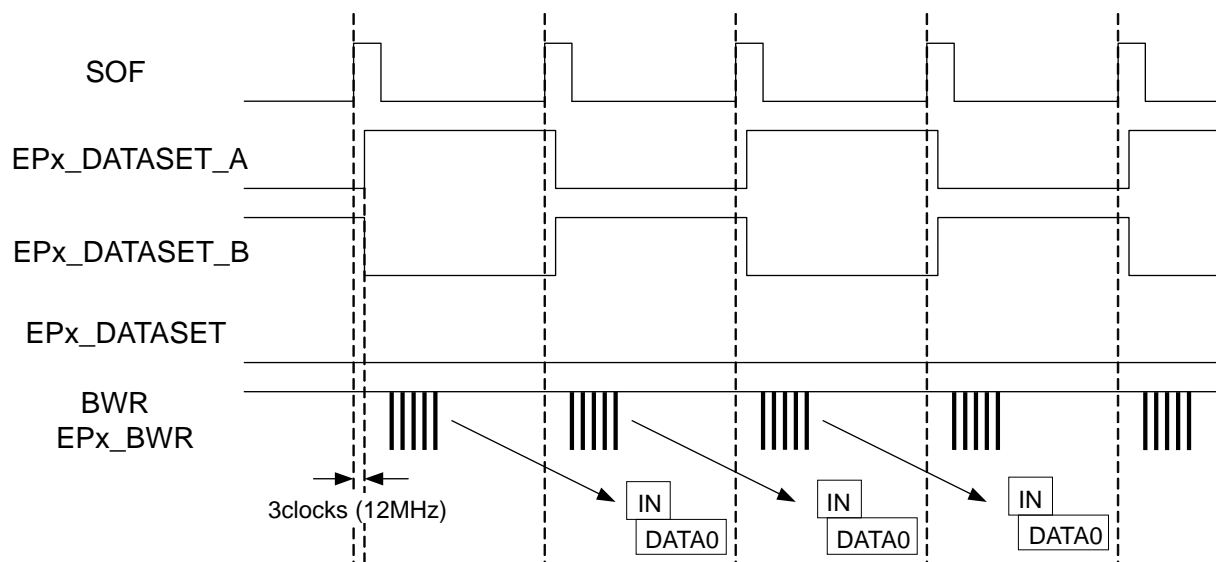 SOF
EPx_DATASET_A
EPx_DATASET_B
EPx_DATASET
BWR
EPx_BWR
3clocks (12MHz)
IN
DATA0
IN
DATA0
IN
DATA0